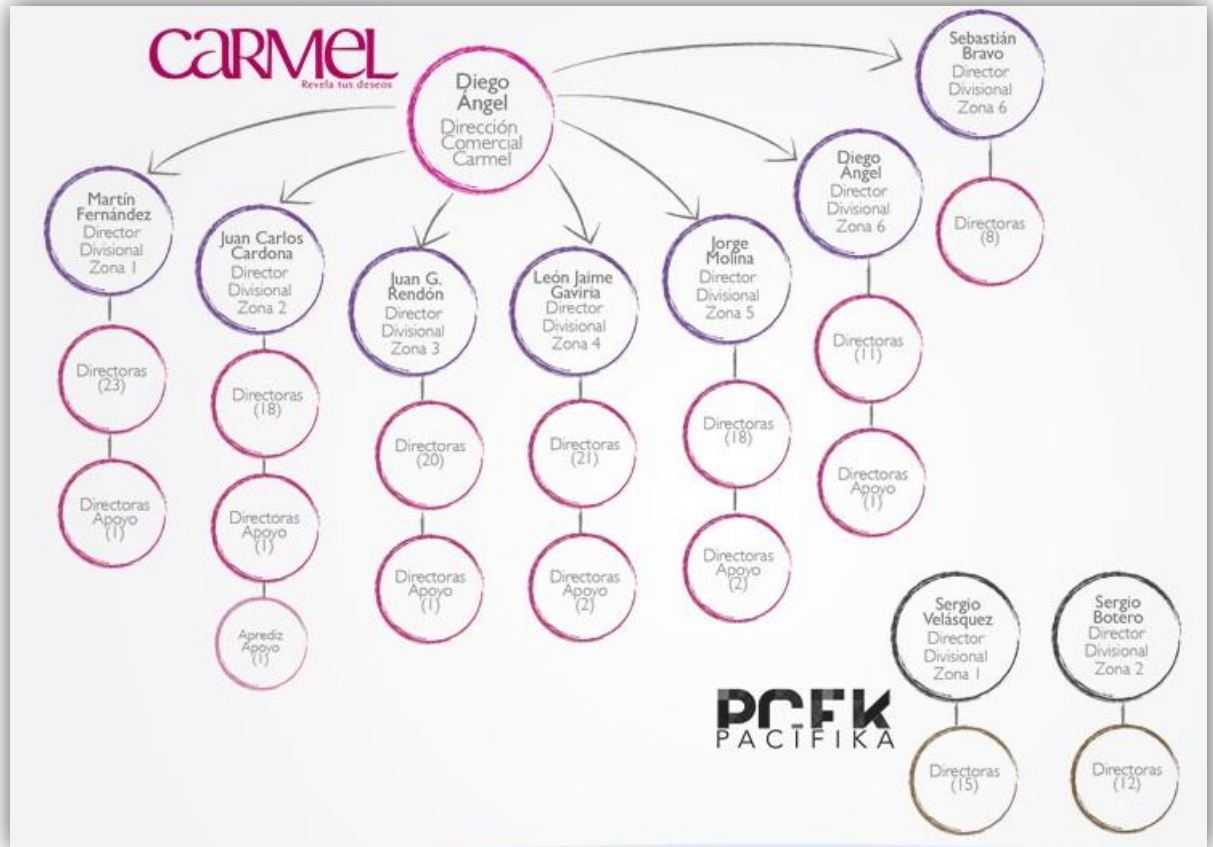 CARMEL
Revela tus deseos
Diego
Ángel
Dirección
Comercial
Carmel
Sebastián
Bravo
Director
Divisional
Zona 6
Directoras
(8)
Martín
Fernández
Director
Divisional
Zona 1
Directoras
(23)
Directoras
Apoyo
(1)
Juan Carlos
Cardona
Director
Divisional
Zona 2
Directoras
(18)
Directoras
Apoyo
(1)
Aprediz
Apoyo
(1)
Juan G.
Rendón
Director
Divisional
Zona 3
Directoras
(20)
Directoras
Apoyo
(1)
León Jaime
Gaviria
Director
Divisional
Zona 4
Directoras
(21)
Directoras
Apoyo
(2)
Jorge
Molina
Director
Divisional
Zona 5
Directoras
(18)
Directoras
Apoyo
(2)
Diego
Angel
Director
Divisional
Zona 6
Directoras
(11)
Directoras
Apoyo
(1)
PCFK
PACIFIKA
Sergio
Velásquez
Director
Divisional
Zona 1
Directoras
(15)
Sergio
Botero
Director
Divisional
Zona 2
Directoras
(12)